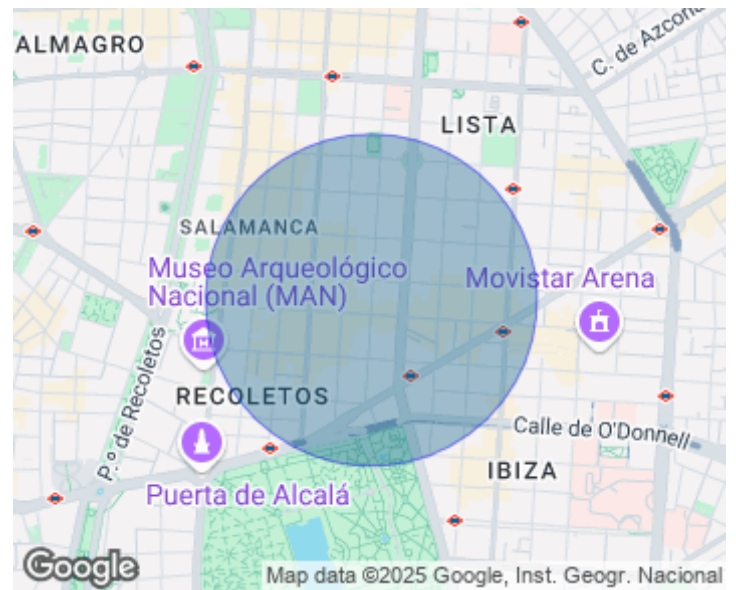 ALMAGRO
C. de Azcona
LISTA
SALAMANCA
Museo Arqueológico
Nacional (MAN)
Movistar Arena
P.º de Recoletos
RECOLETOS
Calle de O'Donnell
IBIZA
Puerta de Alcalá
Google
Map data ©2025 Google, Inst. Geogr. Nacional